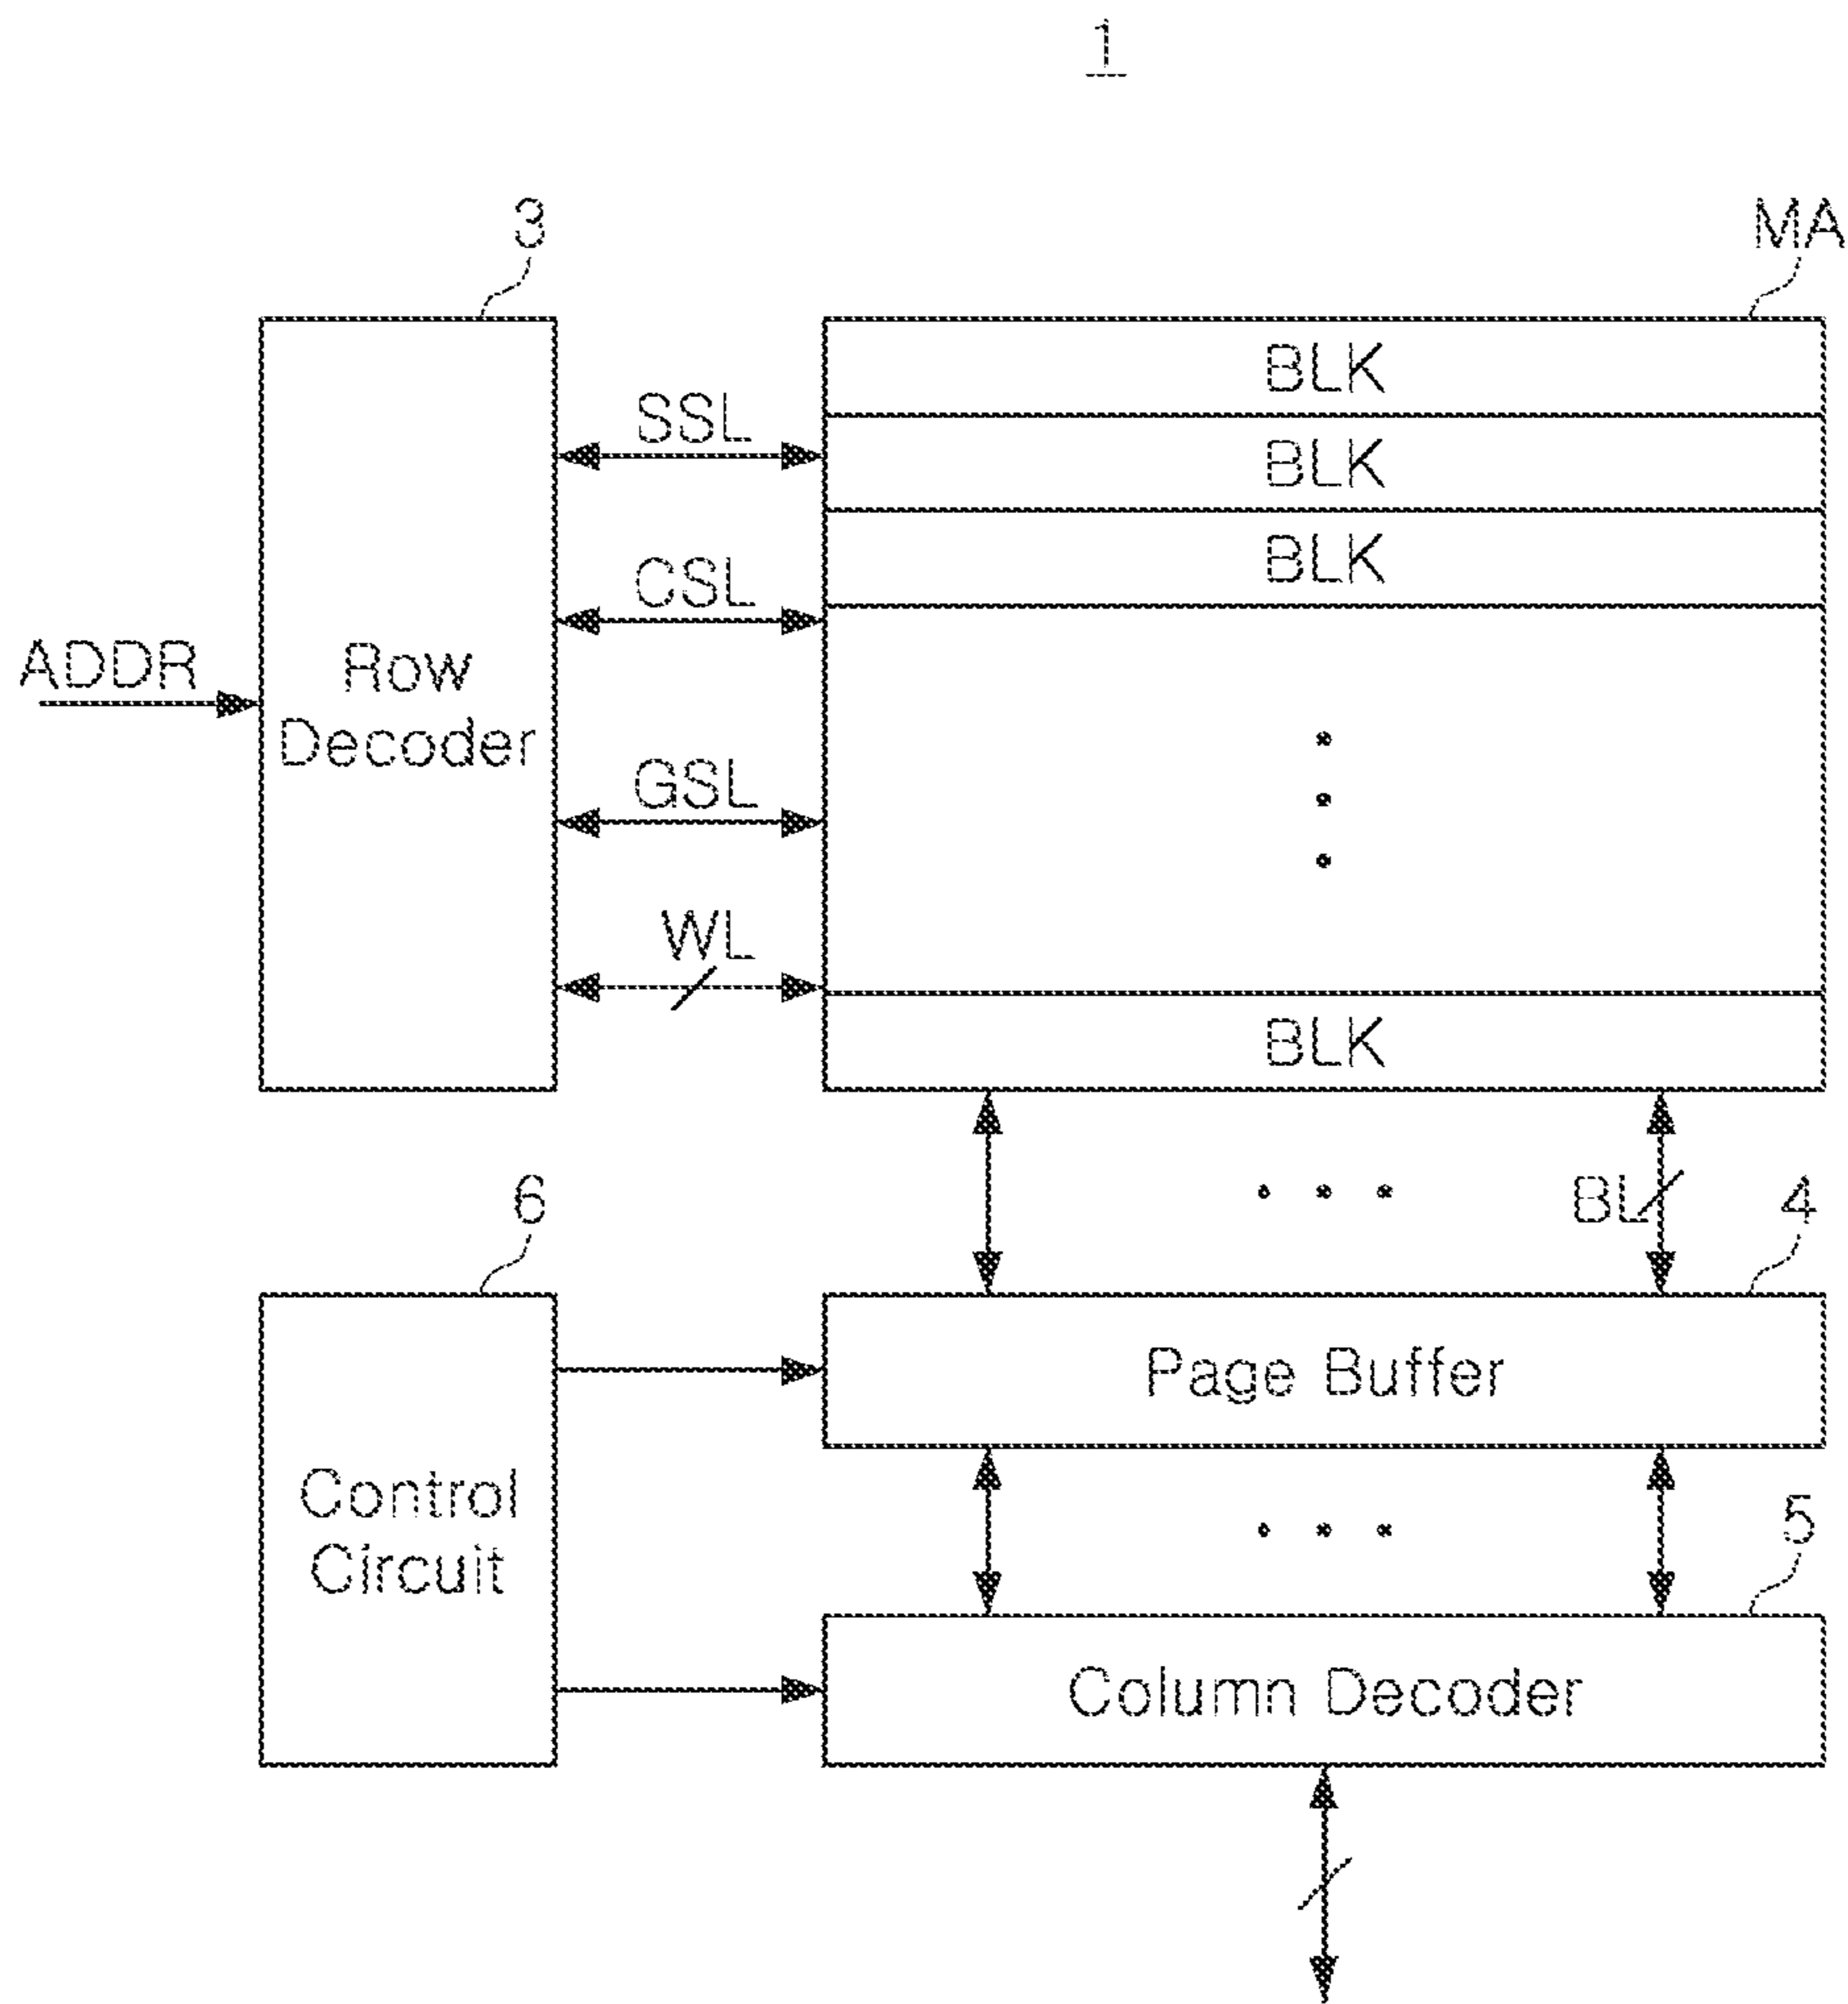 1
3
MA
BLK
SSL
BLK
BLK
CSL
ADDR
Row
Decoder
GSL
WL
BLK
6
BL
4
Page Buffer
Control
Circuit
5
Column Decoder